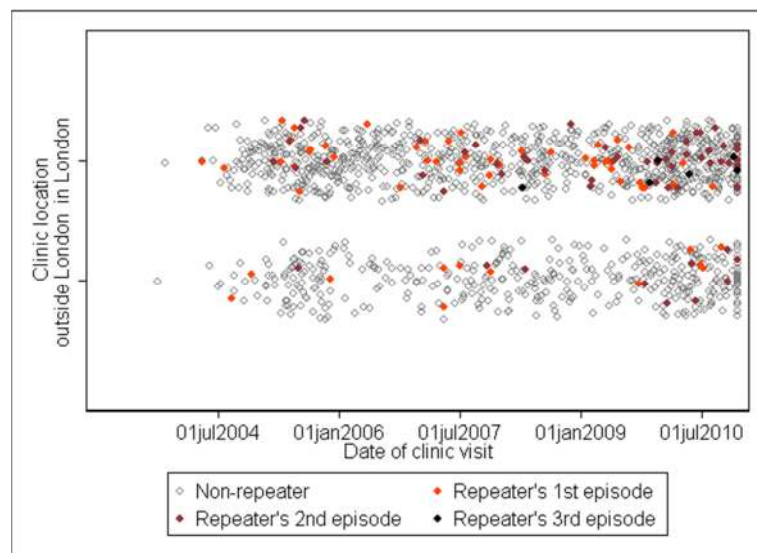 Clinic location
outside London in London
01jul2004 01jan2006 01jul2007 01jan2009 01jul2010
Date of clinic visit
Non-repeater Repeater's 1st episode
Repeater's 2nd episode Repeater's 3rd episode